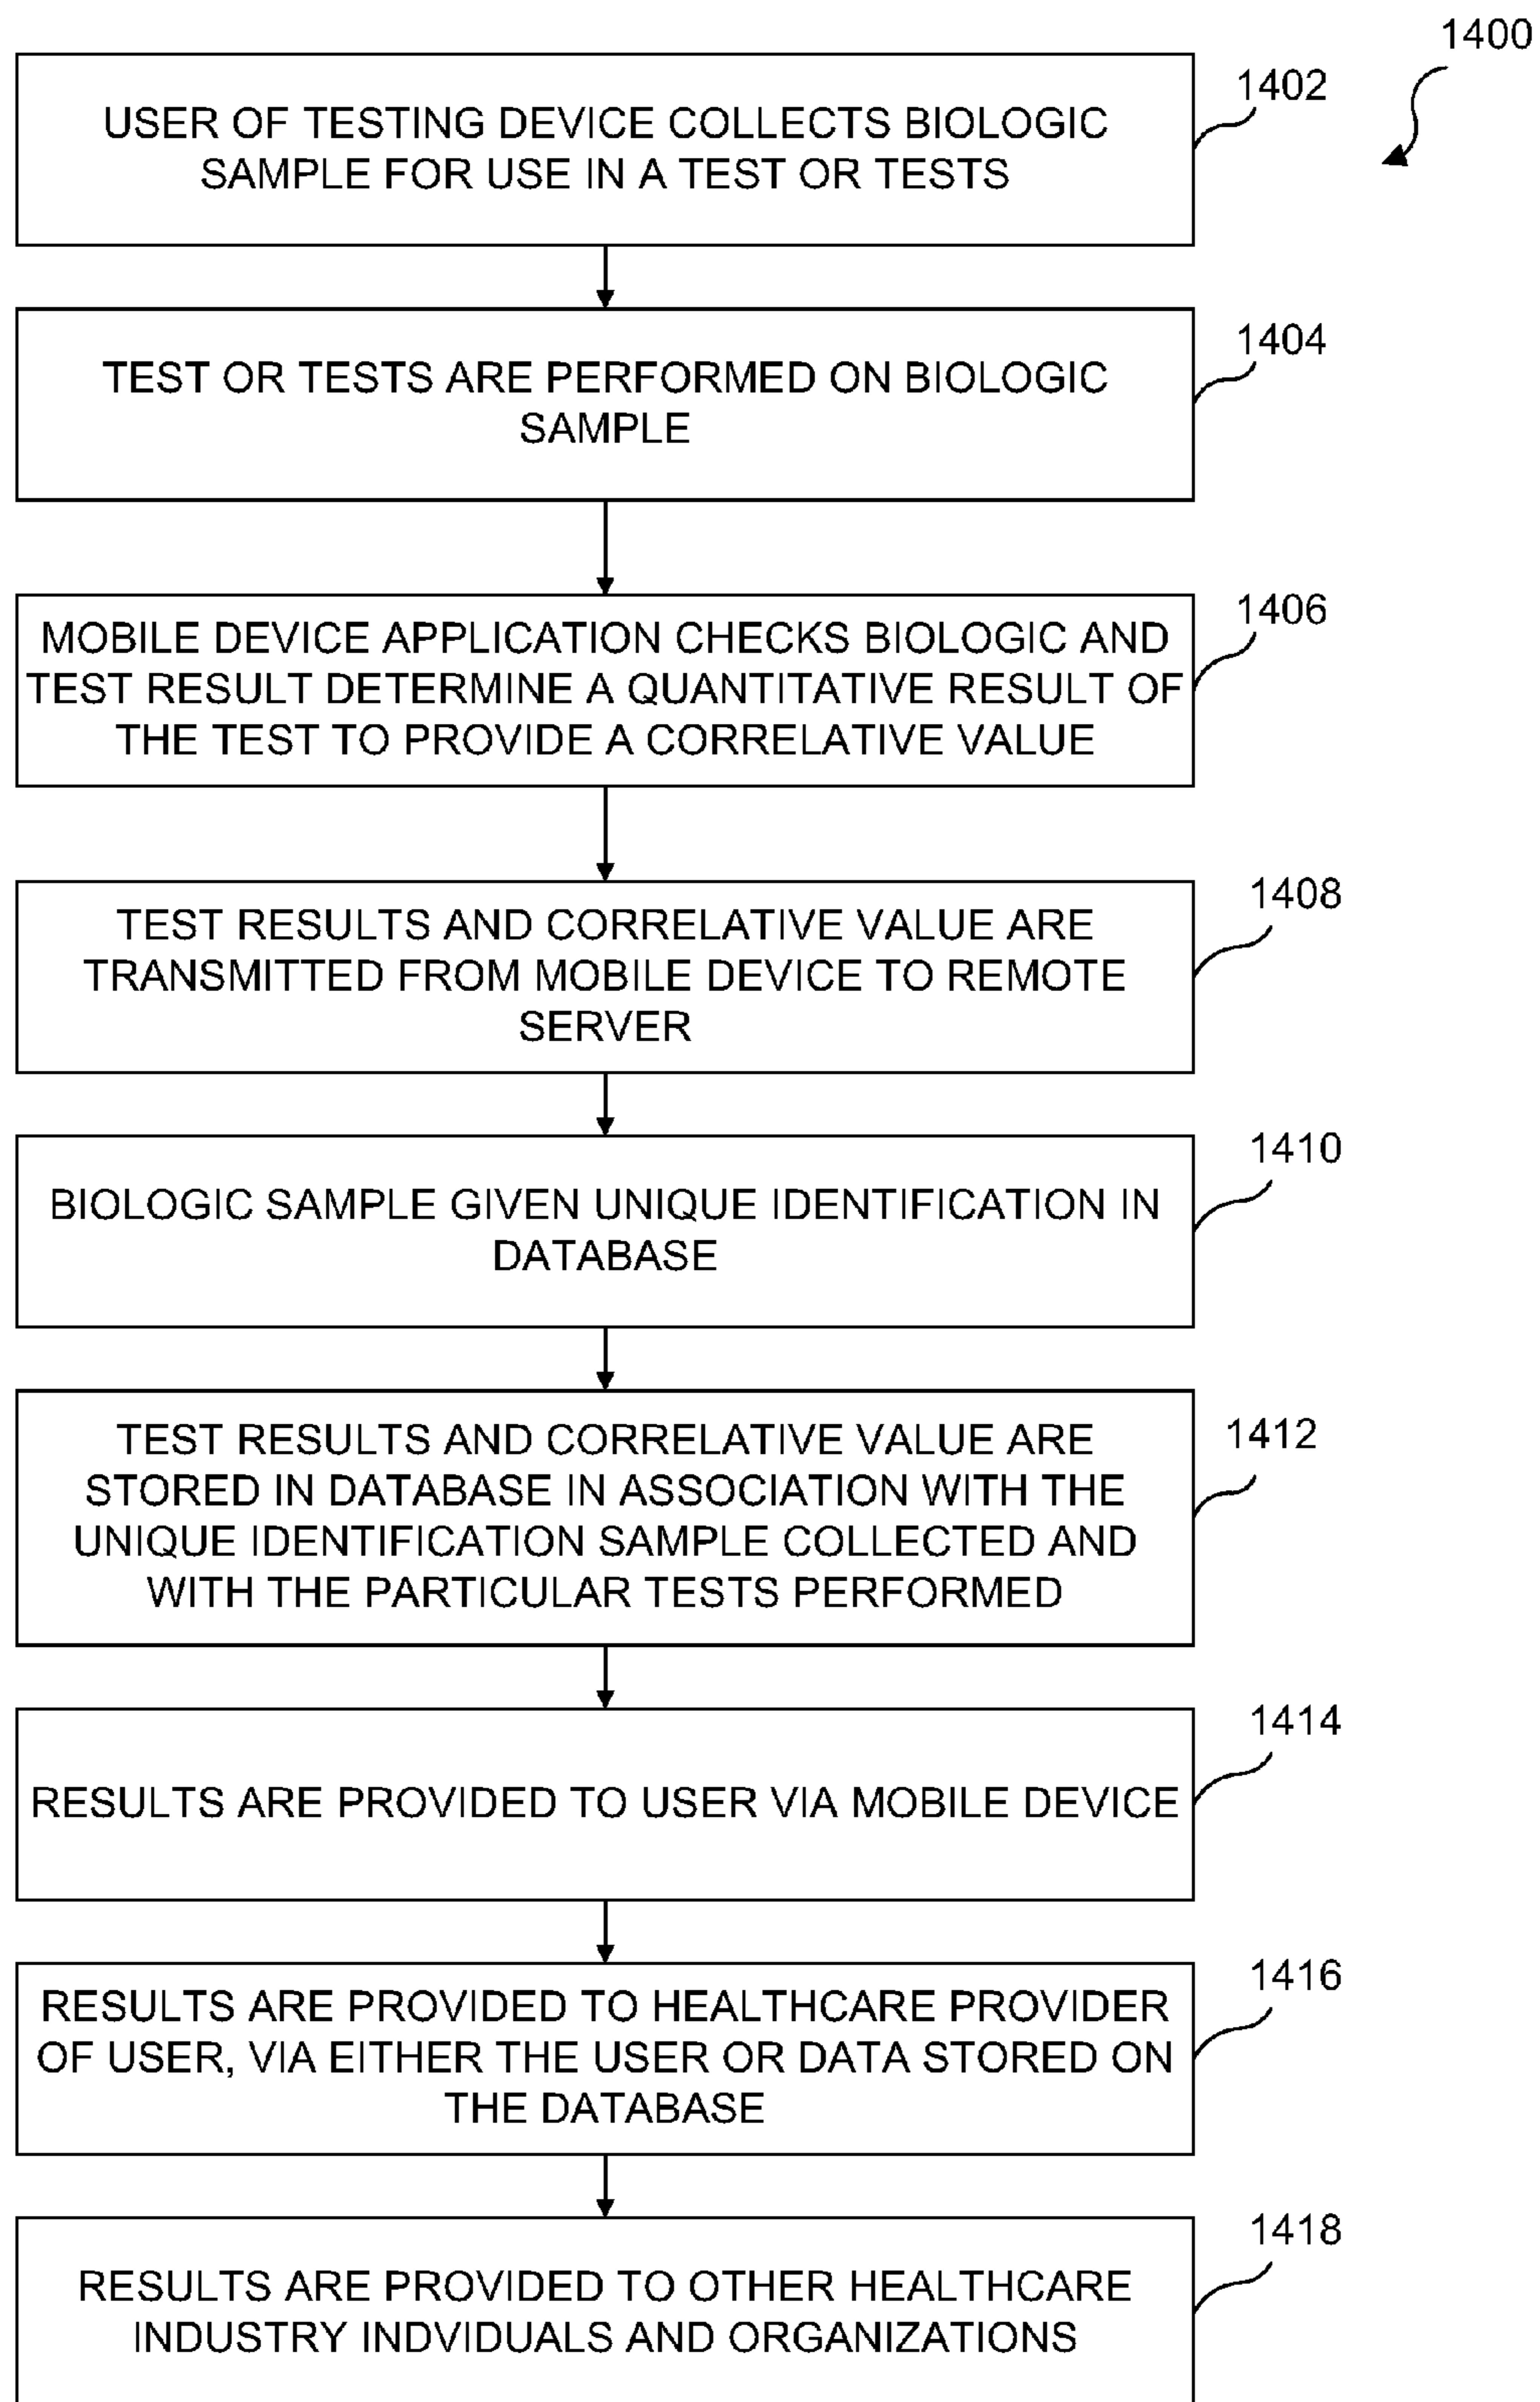 1400
1402
USER OF TESTING DEVICE COLLECTS BIOLOGIC
SAMPLE FOR USE IN A TEST OR TESTS
1404
TEST OR TESTS ARE PERFORMED ON BIOLOGIC
SAMPLE
1406
MOBILE DEVICE APPLICATION CHECKS BIOLOGIC AND
TEST RESULT DETERMINE A QUANTITATIVE RESULT OF
THE TEST TO PROVIDE A CORRELATIVE VALUE
1408
TEST RESULTS AND CORRELATIVE VALUE ARE
TRANSMITTED FROM MOBILE DEVICE TO REMOTE
SERVER
1410
BIOLOGIC SAMPLE GIVEN UNIQUE IDENTIFICATION IN
DATABASE
1412
TEST RESULTS AND CORRELATIVE VALUE ARE
STORED IN DATABASE IN ASSOCIATION WITH THE
UNIQUE IDENTIFICATION SAMPLE COLLECTED AND
WITH THE PARTICULAR TESTS PERFORMED
1414
RESULTS ARE PROVIDED TO USER VIA MOBILE DEVICE
1416
RESULTS ARE PROVIDED TO HEALTHCARE PROVIDER
OF USER, VIA EITHER THE USER OR DATA STORED ON
THE DATABASE
1418
RESULTS ARE PROVIDED TO OTHER HEALTHCARE
INDUSTRY INDVIDUALS AND ORGANIZATIONS